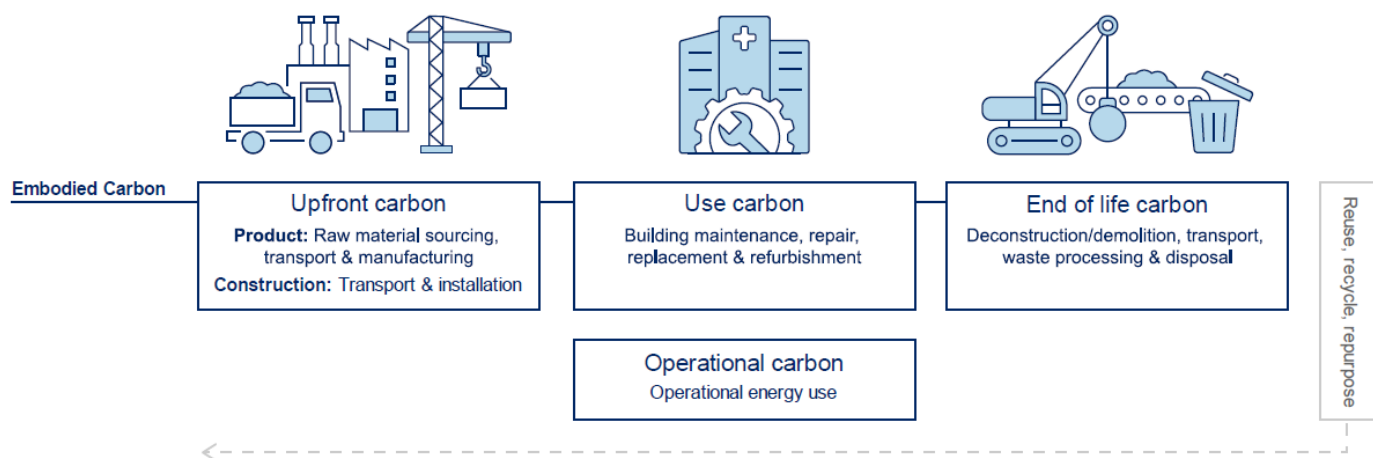 Embodied Carbon
Upfront carbon
Product: Raw material sourcing,
transport & manufacturing
Construction: Transport & installation
Use carbon
Building maintenance, repair,
replacement & refurbishment
End of life carbon
Deconstruction/demolition, transport,
waste processing & disposal
Operational carbon
Operational energy use
Reuse, recycle, repurpose